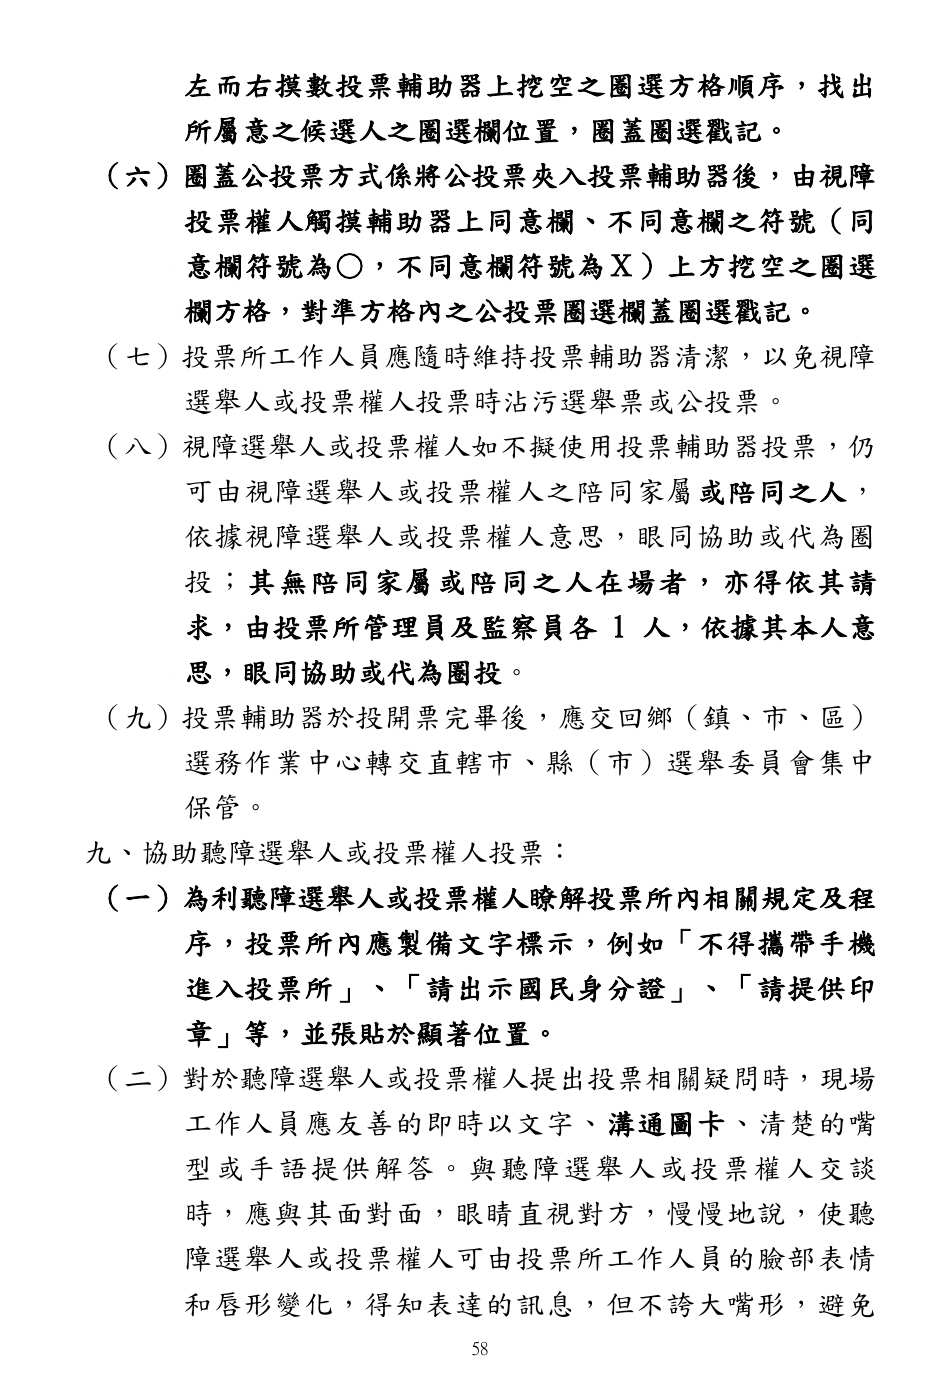 左而右摸數投票輔助器上挖空之圈選方格順序，找出
所屬意之候選人之圈選欄位置，圈蓋圈選戳記。
（六）圈蓋公投票方式係將公投票夾入投票輔助器後，由視障
投票權人觸摸輔助器上同意欄、不同意欄之符號（同
意欄符號為○，不同意欄符號為Ｘ）上方挖空之圈選
欄方格，對準方格內之公投票圈選欄蓋圈選戳記。
（七）投票所工作人員應隨時維持投票輔助器清潔，以免視障
選舉人或投票權人投票時沾污選舉票或公投票。
（八）視障選舉人或投票權人如不擬使用投票輔助器投票，仍
可由視障選舉人或投票權人之陪同家屬或陪同之人，
依據視障選舉人或投票權人意思，眼同協助或代為圈
投；其無陪同家屬或陪同之人在場者，亦得依其請
求，由投票所管理員及監察員各 1 人，依據其本人意
思，眼同協助或代為圈投。
（九）投票輔助器於投開票完畢後，應交回鄉（鎮、市、區）
選務作業中心轉交直轄市、縣（市）選舉委員會集中
保管。
九、協助聽障選舉人或投票權人投票：
（一）為利聽障選舉人或投票權人瞭解投票所內相關規定及程
序，投票所內應製備文字標示，例如「不得攜帶手機
進入投票所」、「請出示國民身分證」、「請提供印
章」等，並張貼於顯著位置。
（二）對於聽障選舉人或投票權人提出投票相關疑問時，現場
工作人員應友善的即時以文字、溝通圖卡、清楚的嘴
型或手語提供解答。與聽障選舉人或投票權人交談
時，應與其面對面，眼睛直視對方，慢慢地說，使聽
障選舉人或投票權人可由投票所工作人員的臉部表情
和唇形變化，得知表達的訊息，但不誇大嘴形，避免
58